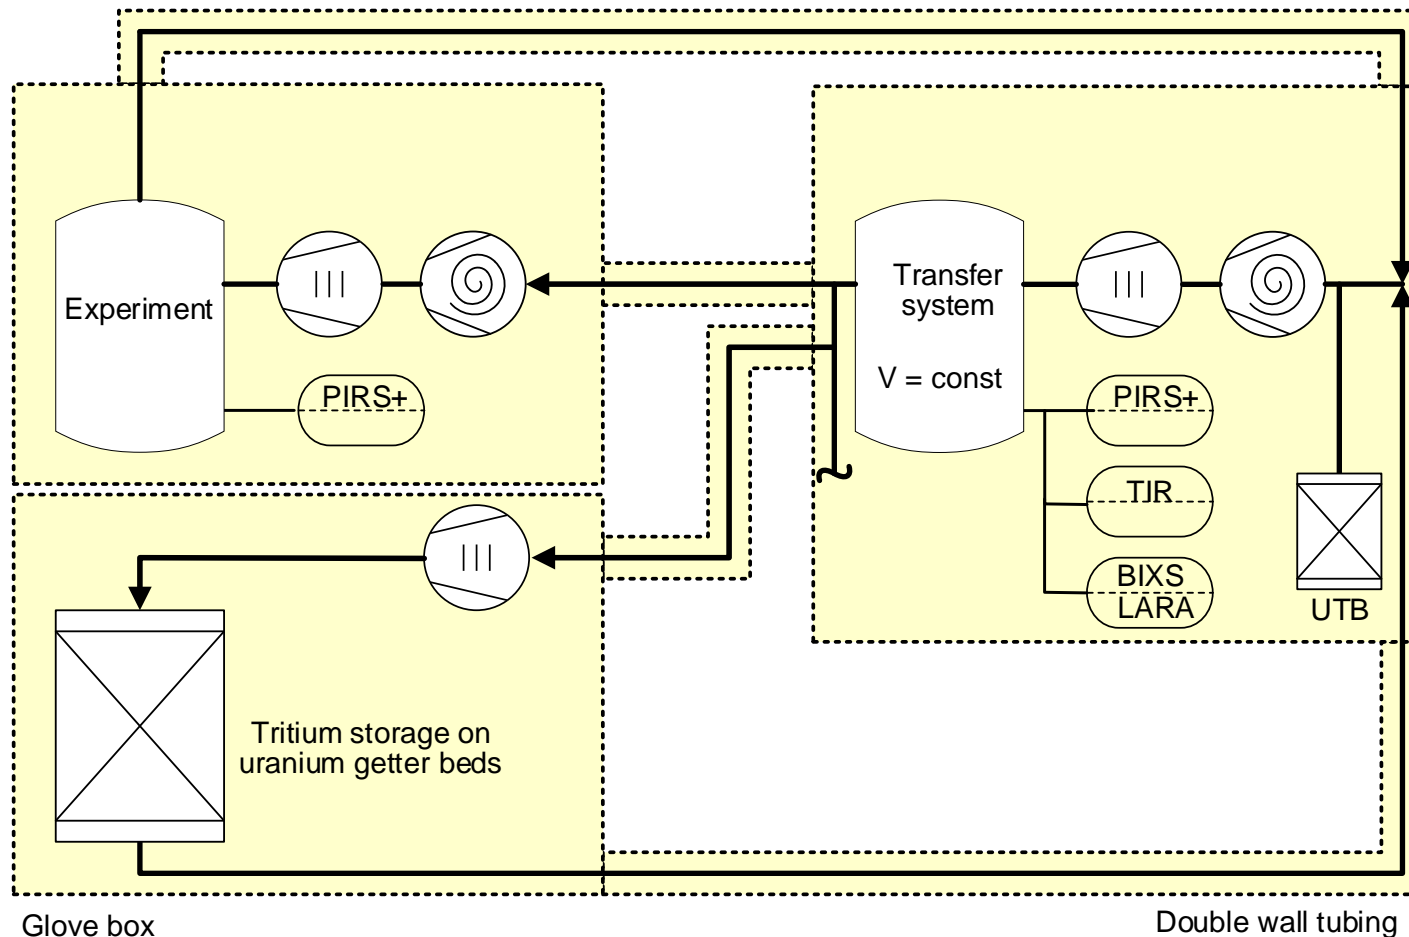 Experiment
PIRS+
Transfer
system
V = const
PIRS+
TIR
BIXS
LARA
UTB
Tritium storage on
uranium getter beds
Glove box
Double wall tubing